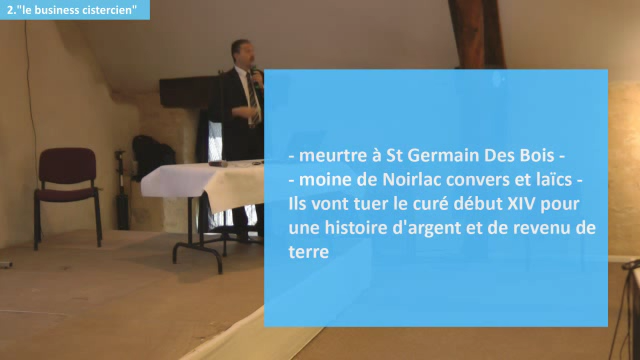 2."le business cistercien"
- meurtre à St Germain Des Bois -
- moine de Noirlac convers et laïcs -
Ils vont tuer le curé début XIV pour
une histoire d'argent et de revenu de
terre